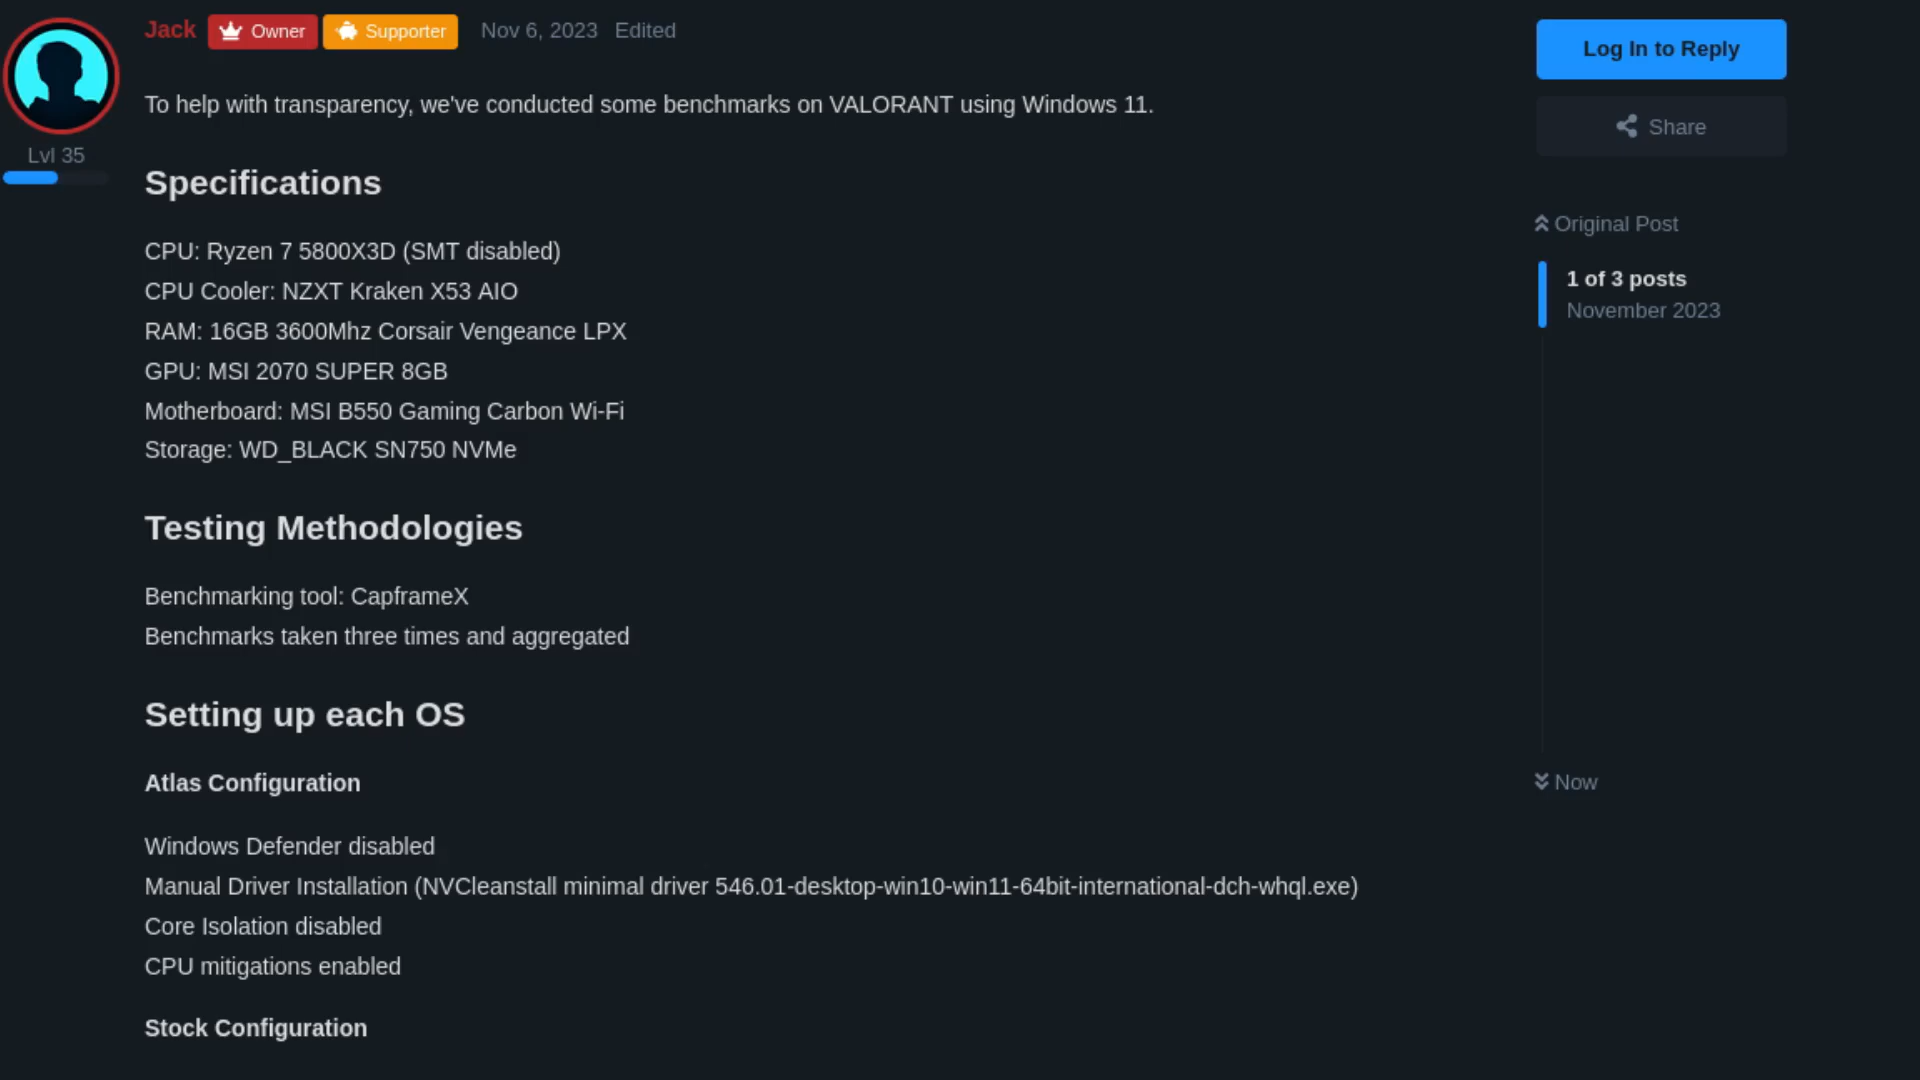 Jack Owner Supporter Nov 6, 2023 Edited
Lvl 35
To help with transparency, we've conducted some benchmarks on VALORANT using Windows 11.
Specifications
CPU: Ryzen 7 5800X3D (SMT disabled)
CPU Cooler: NZXT Kraken X53 AIO
RAM: 16GB 3600Mhz Corsair Vengeance LPX
GPU: MSI 2070 SUPER 8GB
Motherboard: MSI B550 Gaming Carbon Wi-Fi
Storage: WD_BLACK SN750 NVMe
Testing Methodologies
Benchmarking tool: CapframeX
Benchmarks taken three times and aggregated
Setting up each OS
Atlas Configuration
Windows Defender disabled
Manual Driver Installation (NVCleanstall minimal driver 546.01-desktop-win10-win11-64bit-international-dch-whql.exe)
Core Isolation disabled
CPU mitigations enabled
Stock Configuration
Log In to Reply
Share
Original Post
1 of 3 posts
November 2023
Now